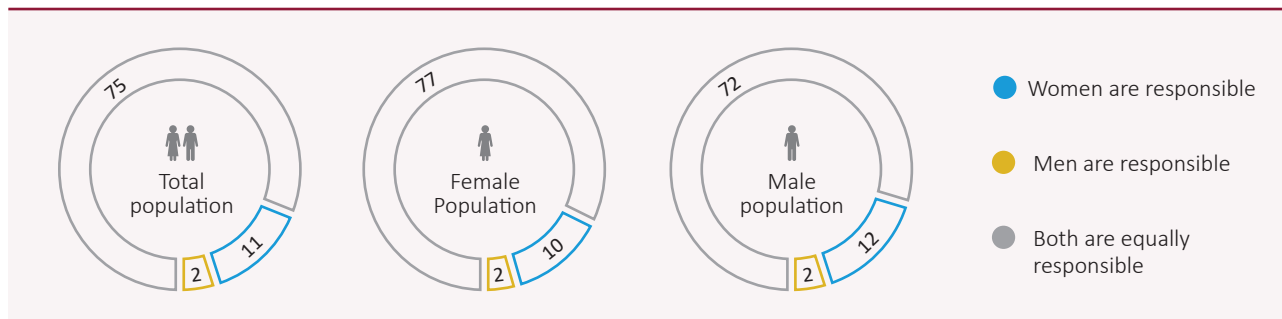 75
11
2
Total
population
77
10
2
Female
Population
72
12
2
Male
population
Women are responsible
Men are responsible
Both are equally
responsible